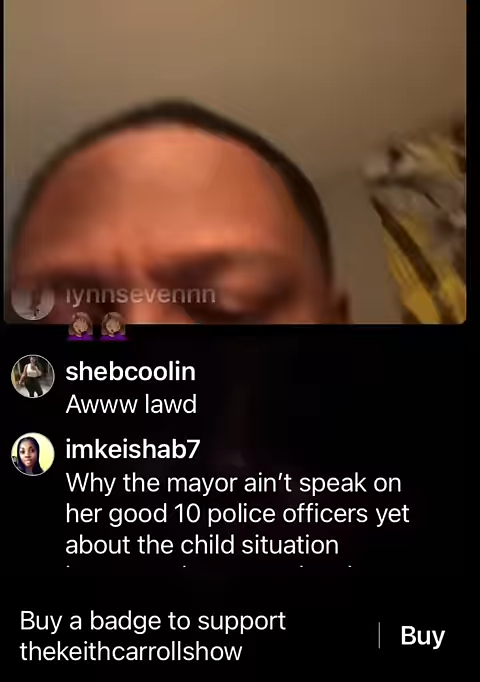 lynnsevennn
🤦🏽‍♀️🤦🏽‍♀️
shebcoolin
Awww lawd
imkeishab7
Why the mayor ain't speak on
her good 10 police officers yet
about the child situation
Buy a badge to support
thekeithcarrollshow
Buy